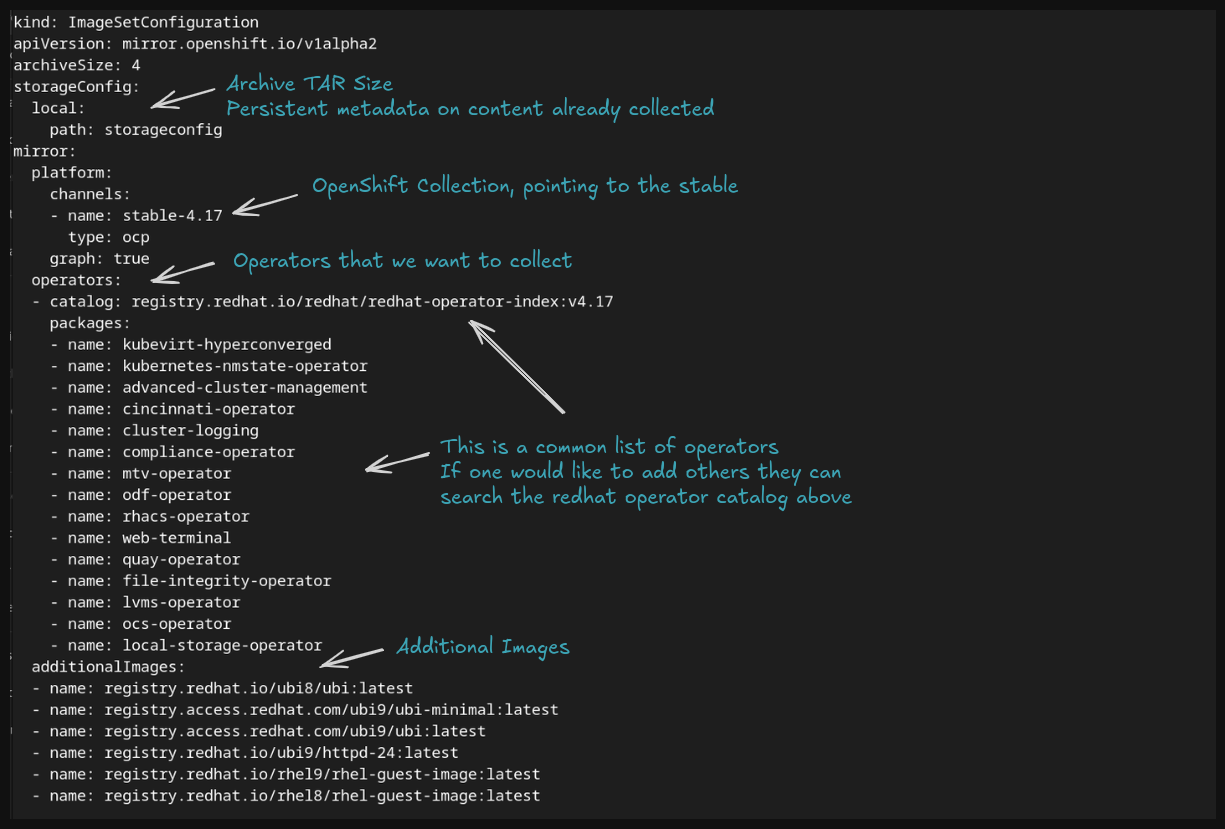 kind: ImageSetConfiguration
apiVersion: mirror.openshift.io/v1alpha2
archiveSize: 4
storageConfig:
Archive TAR Size
  local:
Persistent metadata on content already collected
    path: storageconfig
mirror:
  platform:
OpenShift Collection, pointing to the stable
    channels:
    - name: stable-4.17
      type: ocp
    graph: true
Operators that we want to collect
  operators:
  - catalog: registry.redhat.io/redhat/redhat-operator-index:v4.17
    packages:
    - name: kubevirt-hyperconverged
    - name: kubernetes-nmstate-operator
    - name: advanced-cluster-management
    - name: cincinnati-operator
    - name: cluster-logging
    - name: compliance-operator
    - name: mtv-operator
    - name: odf-operator
    - name: rhacs-operator
This is a common list of operators
If one would like to add others they can
search the redhat operator catalog above
    - name: web-terminal
    - name: quay-operator
    - name: file-integrity-operator
    - name: lvms-operator
    - name: ocs-operator
    - name: local-storage-operator
Additional Images
  additionalImages:
  - name: registry.redhat.io/ubi8/ubi:latest
  - name: registry.access.redhat.com/ubi9/ubi-minimal:latest
  - name: registry.access.redhat.com/ubi9/ubi:latest
  - name: registry.redhat.io/ubi9/httpd-24:latest
  - name: registry.redhat.io/rhel9/rhel-guest-image:latest
  - name: registry.redhat.io/rhel8/rhel-guest-image:latest